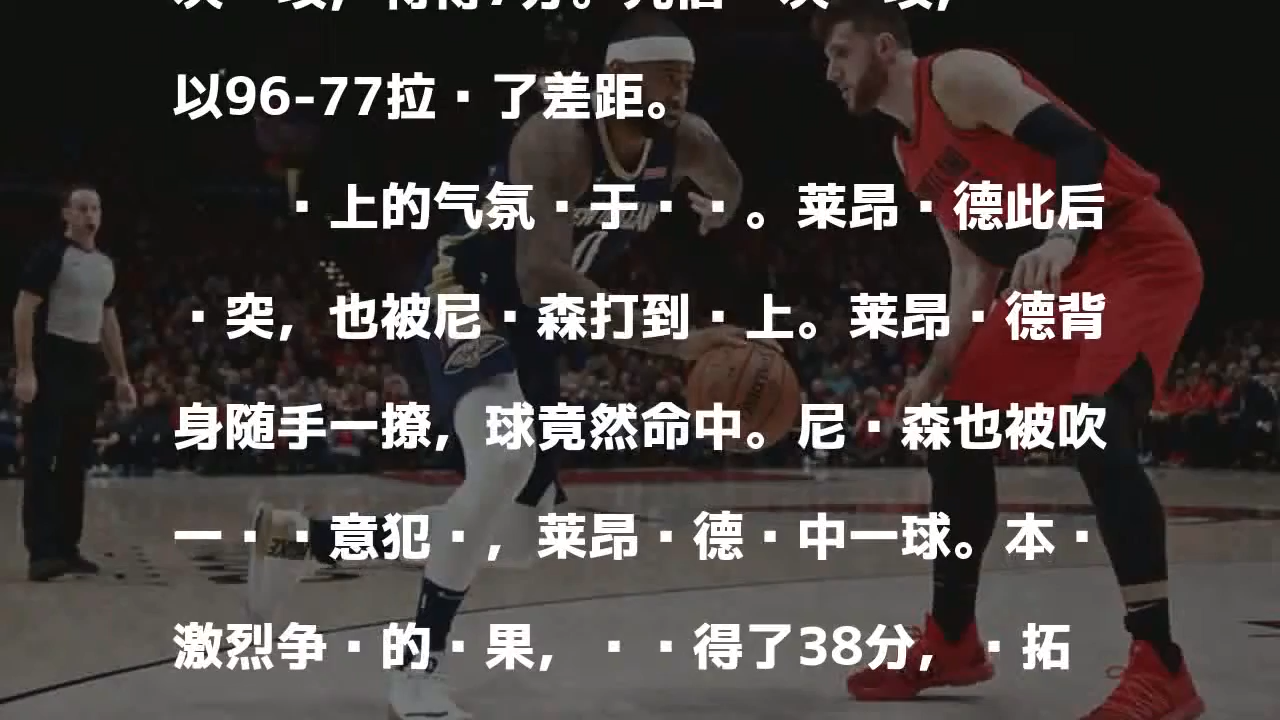 以96-77拉·了差距。
·上的气氛·于··。莱昂·德此后
·突，也被尼·森打到·上。莱昂·德背
身随手一撩，球竟然命中。尼·森也被吹
一··意犯·，莱昂·德·中一球。本·
激烈争·的·果，··得了38分，·拓